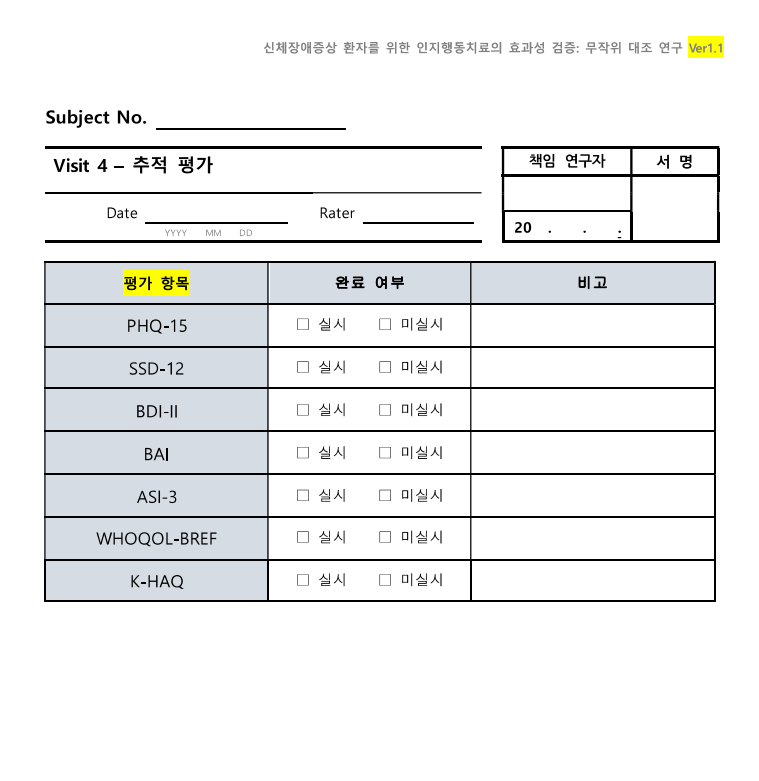 신체장애증상 환자를 위한 인지행동치료의 효과성 검증: 무작위 대조 연구 Ver1.1
Subject No.
Visit 4 – 추적 평가
Date Rater
YYYY MM DD
책임 연구자 서 명
20 . . .
평가 항목 완료 여부 비고
PHQ-15 □ 실시 □ 미실시
SSD-12 □ 실시 □ 미실시
BDI-II □ 실시 □ 미실시
BAI □ 실시 □ 미실시
ASI-3 □ 실시 □ 미실시
WHOQOL-BREF □ 실시 □ 미실시
K-HAQ □ 실시 □ 미실시